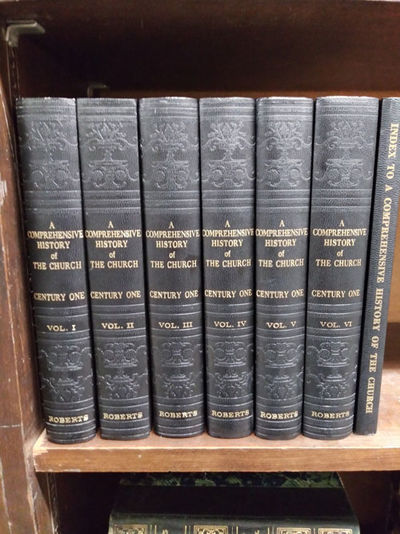 A
COMPREHENSIVE
HISTORY
of
THE CHURCH
CENTURY ONE
VOL. I
ROBERTS
A
COMPREHENSIVE
HISTORY
of
THE CHURCH
CENTURY ONE
VOL. II
ROBERTS
A
COMPREHENSIVE
HISTORY
of
THE CHURCH
CENTURY ONE
VOL. III
ROBERTS
A
COMPREHENSIVE
HISTORY
of
THE CHURCH
CENTURY ONE
VOL. IV
ROBERTS
A
COMPREHENSIVE
HISTORY
of
THE CHURCH
CENTURY ONE
VOL. V
ROBERTS
A
COMPREHENSIVE
HISTORY
of
THE CHURCH
CENTURY ONE
VOL. VI
ROBERTS
INDEX TO A COMPREHENSIVE HISTORY OF THE CHURCH